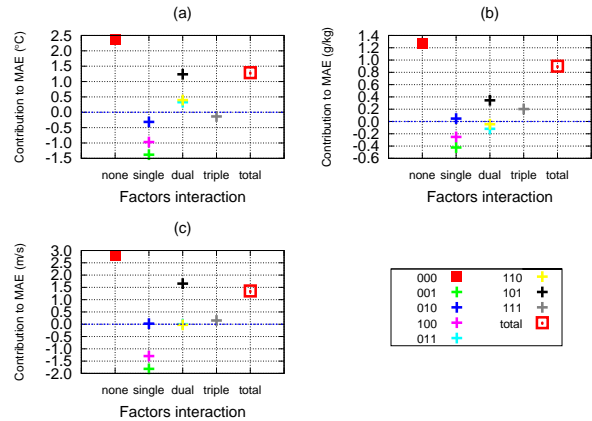 (a)
Contribution to MAE (°C)
2.5
2.0
1.5
1.0
0.5
0.0
-0.5
-1.0
-1.5
none single dual triple total
Factors interaction
(b)
Contribution to MAE (g/kg)
1.4
1.2
1.0
0.8
0.6
0.4
0.2
0.0
-0.2
-0.4
-0.6
none single dual triple total
Factors interaction
(c)
Contribution to MAE (m/s)
3.0
2.5
2.0
1.5
1.0
0.5
0.0
-0.5
-1.0
-1.5
-2.0
none single dual triple total
Factors interaction
000 110
001 101
010 111
100 total
011